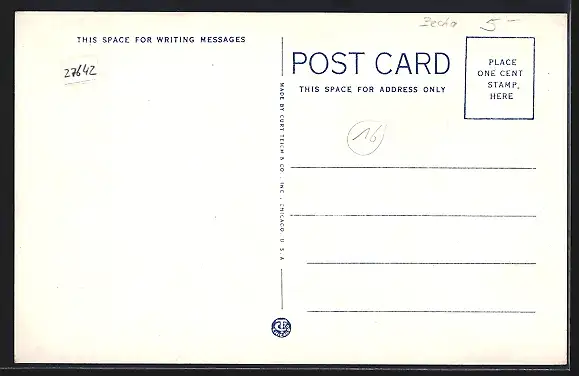 5-
THIS SPACE FOR WRITING MESSAGES
27642
POST CARD
THIS SPACE FOR ADDRESS ONLY
PLACE
ONE CENT
STAMP
HERE
16
MADE BY CURT TEICH & CO., INC., CHICAGO, U.S.A.